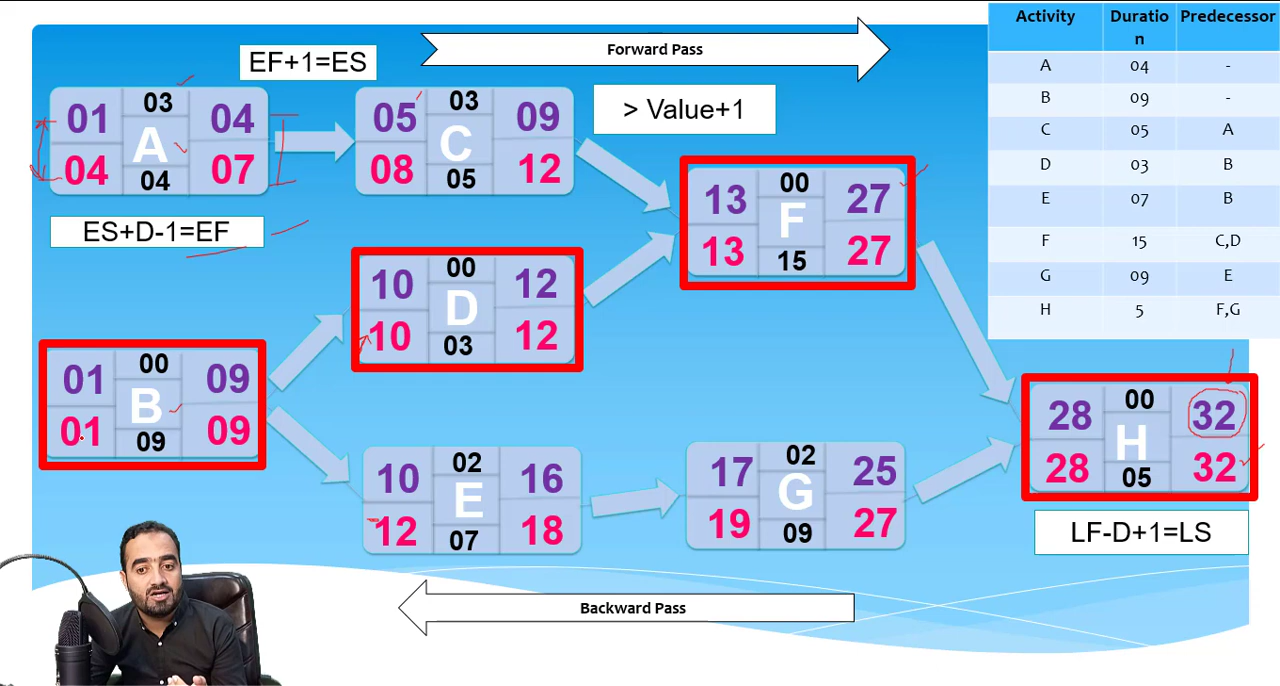 Forward Pass
EF+1=ES
> Value+1
Activity Duratio n Predecessor
A 04 -
B 09 -
C 05 A
D 03 B
E 07 B
F 15 C,D
G 09 E
H 5 F,G
01 03 04
A
04 04 07
ES+D-1=EF
05 03 09
C
08 05 12
13 00 27
F
13 15 27
10 00 12
D
10 03 12
01 00 09
B
01 09 09
10 02 16
E
12 07 18
17 02 25
G
19 09 27
28 00 32
H
28 05 32
LF-D+1=LS
Backward Pass